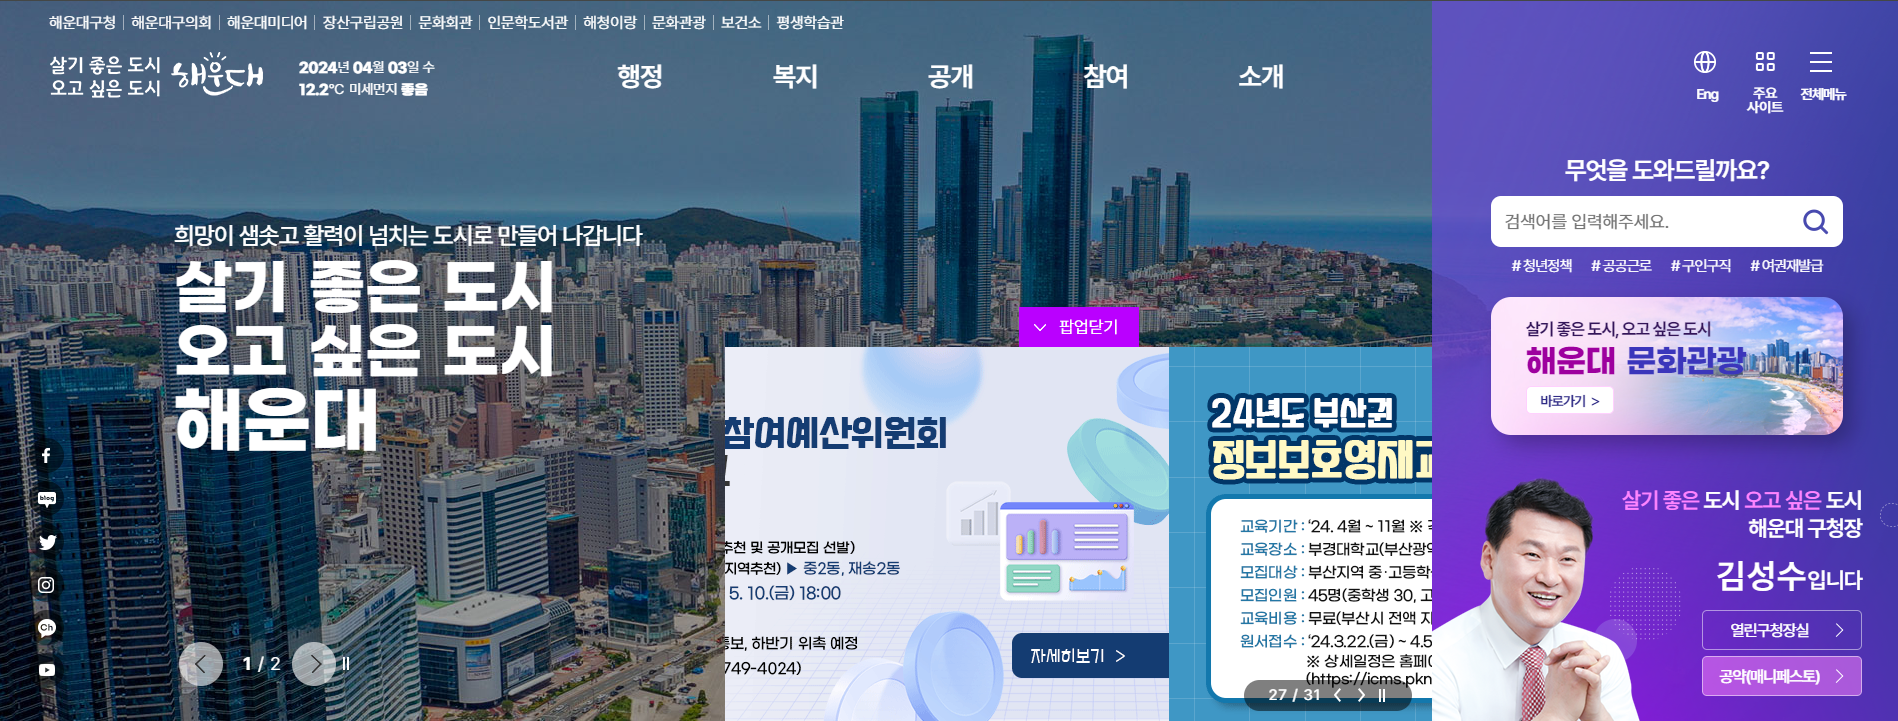 해운대구청 해운대구의회 해운대미디어 장산구립공원 문화회관 인문학도서관 해청이랑 문화관광 보건소 평생학습관
살기 좋은 도시
오고 싶은 도시
해운대
2024년 04월 03일 수
12.2℃ 미세먼지 좋음
행정 복지 공개 참여 소개
Eng
주요
사이트
전체메뉴
희망이 샘솟고 활력이 넘치는 도시로 만들어 나갑니다
살기 좋은 도시
오고 싶은 도시
해운대
blog
Ch
1 / 2
팝업닫기
참여예산위원회
추천 및 공개모집 선발)
(지역추천) ▶ 중2동, 재송2동
5. 10.(금) 18:00
통보, 하반기 위촉 예정
749-4024)
자세히보기 >
24년도 부산권
정보보호영재교
교육기간 : ‘24. 4월 ~ 11월 ※
교육장소 : 부경대학교(부산광역
모집대상 : 부산지역 중·고등학
모집인원 : 45명(중학생 30, 고
교육비용 : 무료(부산시 전액 지
원서접수 : ‘24.3.22.(금) ~ 4.5
※ 상세일정은 홈페이
(https://icms.pkn
27 / 31
무엇을 도와드릴까요?
검색어를 입력해주세요.
# 청년정책 # 공공근로 # 구인구직 # 여권재발급
살기 좋은 도시, 오고 싶은 도시
해운대 문화관광
바로가기 >
살기 좋은 도시 오고 싶은 도시
해운대 구청장
김성수입니다
열린구청장실
공약(매니페스토)